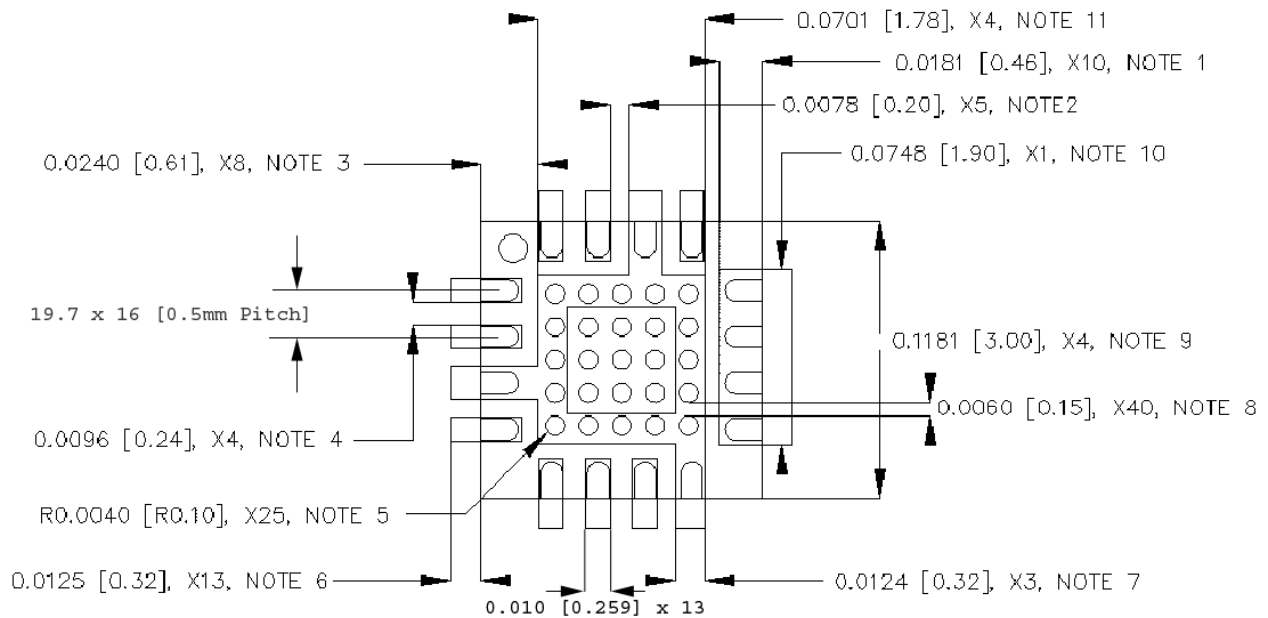 0.0701 [1.78], X4, NOTE 11
0.0181 [0.46], X10, NOTE 1
0.0078 [0.20], X5, NOTE2
0.0240 [0.61], X8, NOTE 3
0.0748 [1.90], X1, NOTE 10
19.7 x 16 [0.5mm Pitch]
0.1181 [3.00], X4, NOTE 9
0.0060 [0.15], X40, NOTE 8
0.0096 [0.24], X4, NOTE 4
R0.0040 [R0.10], X25, NOTE 5
0.0125 [0.32], X13, NOTE 6
0.0124 [0.32], X3, NOTE 7
0.010 [0.259] x 13